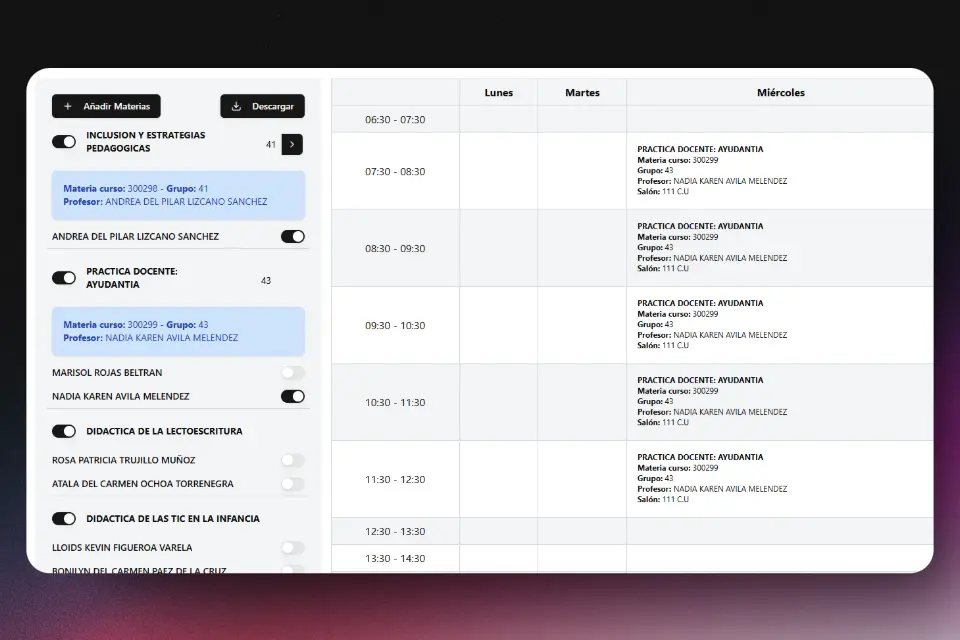 Añadir Materias
Descargar
INCLUSION Y ESTRATEGIAS
PEDAGOGICAS
41
Materia curso: 300298 - Grupo: 41
Profesor: ANDREA DEL PILAR LIZCANO SANCHEZ
ANDREA DEL PILAR LIZCANO SANCHEZ
PRACTICA DOCENTE:
AYUDANTIA
43
Materia curso: 300299 - Grupo: 43
Profesor: NADIA KAREN AVILA MELENDEZ
MARISOL ROJAS BELTRAN
NADIA KAREN AVILA MELENDEZ
DIDACTICA DE LA LECTOESCRITURA
ROSA PATRICIA TRUJILLO MUÑOZ
ATALA DEL CARMEN OCHOA TORRENEGRA
DIDACTICA DE LAS TIC EN LA INFANCIA
LLOIDS KEVIN FIGUEROA VARELA
BONILYN DEL CARMEN PAEZ DE LA CRUZ
Lunes Martes Miércoles
06:30 - 07:30
07:30 - 08:30
PRACTICA DOCENTE: AYUDANTIA
Materia curso: 300299
Grupo: 43
Profesor: NADIA KAREN AVILA MELENDEZ
Salón: 111 C.U
08:30 - 09:30
PRACTICA DOCENTE: AYUDANTIA
Materia curso: 300299
Grupo: 43
Profesor: NADIA KAREN AVILA MELENDEZ
Salón: 111 C.U
09:30 - 10:30
PRACTICA DOCENTE: AYUDANTIA
Materia curso: 300299
Grupo: 43
Profesor: NADIA KAREN AVILA MELENDEZ
Salón: 111 C.U
10:30 - 11:30
PRACTICA DOCENTE: AYUDANTIA
Materia curso: 300299
Grupo: 43
Profesor: NADIA KAREN AVILA MELENDEZ
Salón: 111 C.U
11:30 - 12:30
PRACTICA DOCENTE: AYUDANTIA
Materia curso: 300299
Grupo: 43
Profesor: NADIA KAREN AVILA MELENDEZ
Salón: 111 C.U
12:30 - 13:30
13:30 - 14:30